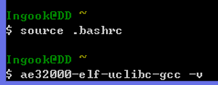 Ingook@DD ~
$ source .bashrc
Ingook@DD ~
$ ae32000-elf-uclibc-gcc -v